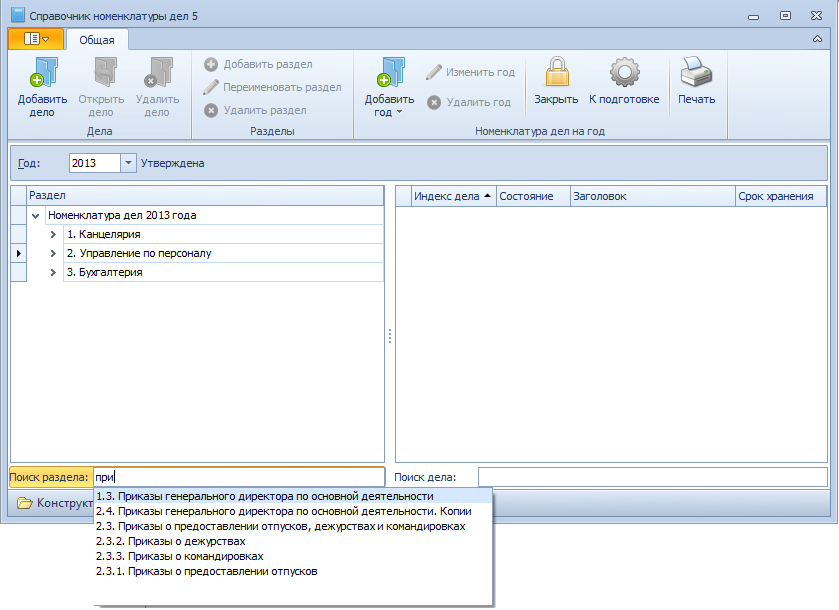 Справочник номенклатуры дел 5
Общая
Добавить дело
Открыть дело
Удалить дело
Дела
Добавить раздел
Переименовать раздел
Удалить раздел
Разделы
Добавить год
Изменить год
Удалить год
Закрыть
К подготовке
Номенклатура дел на год
Печать
Год:
2013
Утверждена
Раздел
Номенклатура дел 2013 года
1. Канцелярия
2. Управление по персоналу
3. Бухгалтерия
Индекс дела
Состояние
Заголовок
Срок хранения
Поиск раздела:
при
Поиск дела:
Конструкт
1.3. Приказы генерального директора по основной деятельности
2.4. Приказы генерального директора по основной деятельности. Копии
2.3. Приказы о предоставлении отпусков, дежурствах и командировках
2.3.2. Приказы о дежурствах
2.3.3. Приказы о командировках
2.3.1. Приказы о предоставлении отпусков